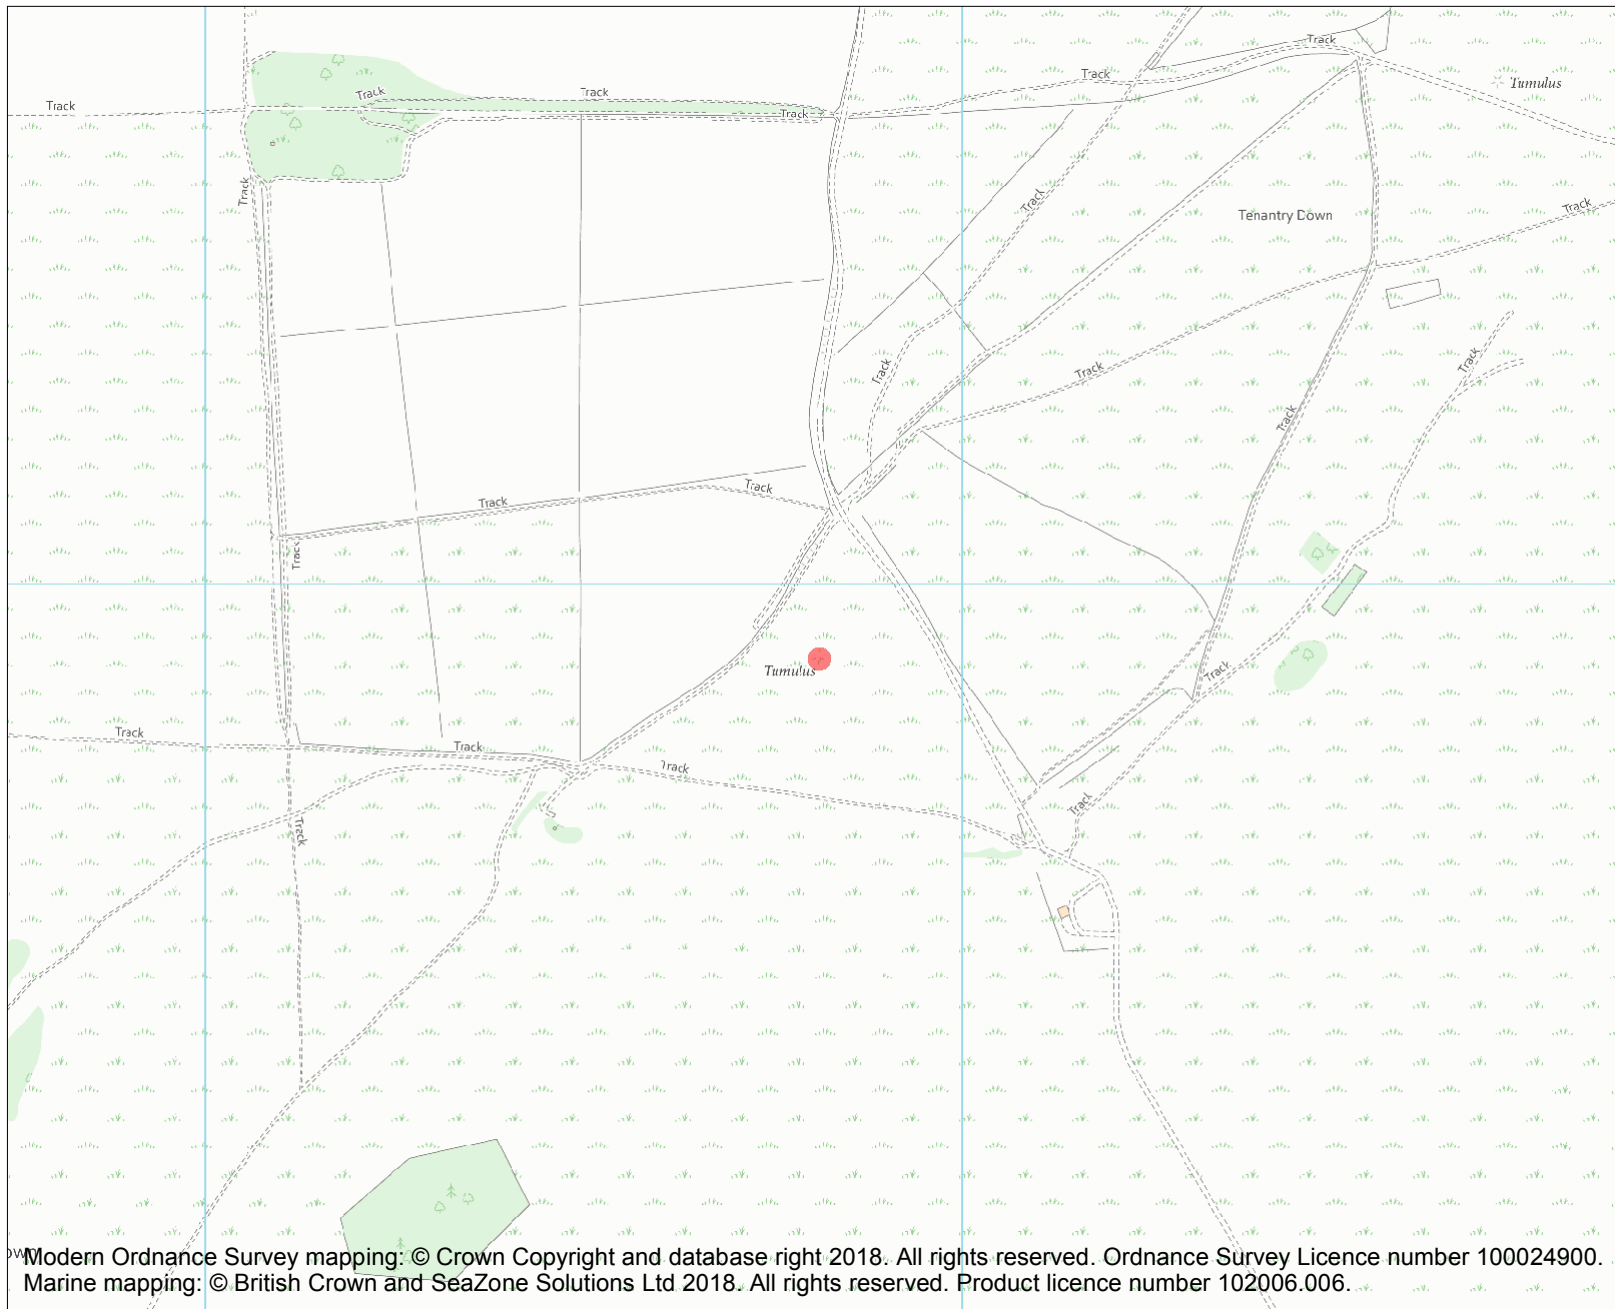 Track
Track
Tumulus
Track
Track
Track
Track
Track
Track
Track
Tenantry Down
Track
Track
Track
Track
Track
Track
Track
Track
Tumulus
Track
Track
Track
Track
Track
Track
Modern Ordnance Survey mapping: © Crown Copyright and database right 2018. All rights reserved. Ordnance Survey Licence number 100024900.
Marine mapping: © British Crown and SeaZone Solutions Ltd 2018. All rights reserved. Product licence number 102006.006.